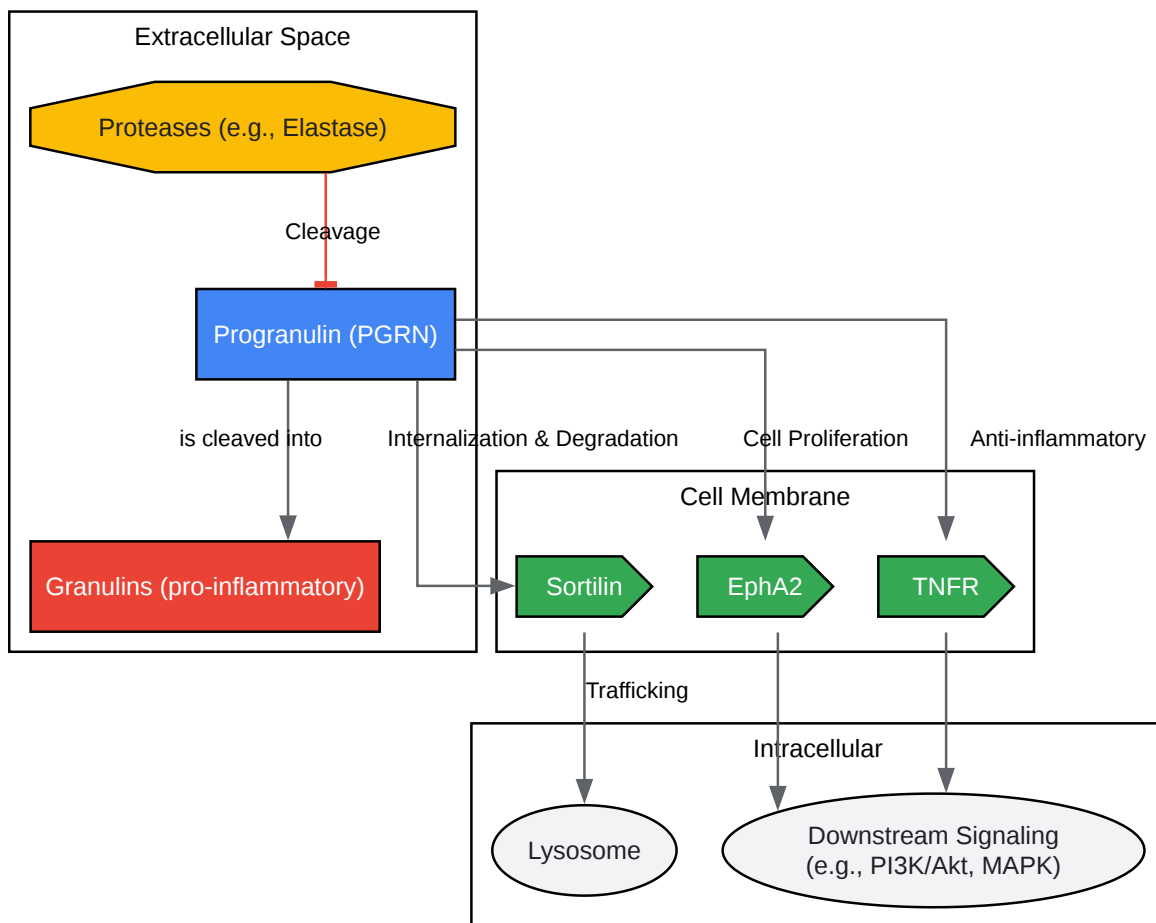 Extracellular Space
Proteases (e.g., Elastase)
Cleavage
Progranulin (PGRN)
is cleaved into
Internalization & Degradation
Cell Proliferation
Anti-inflammatory
Cell Membrane
Granulins (pro-inflammatory)
Sortilin
EphA2
TNFR
Trafficking
Intracellular
Lysosome
Downstream Signaling
(e.g., PI3K/Akt, MAPK)